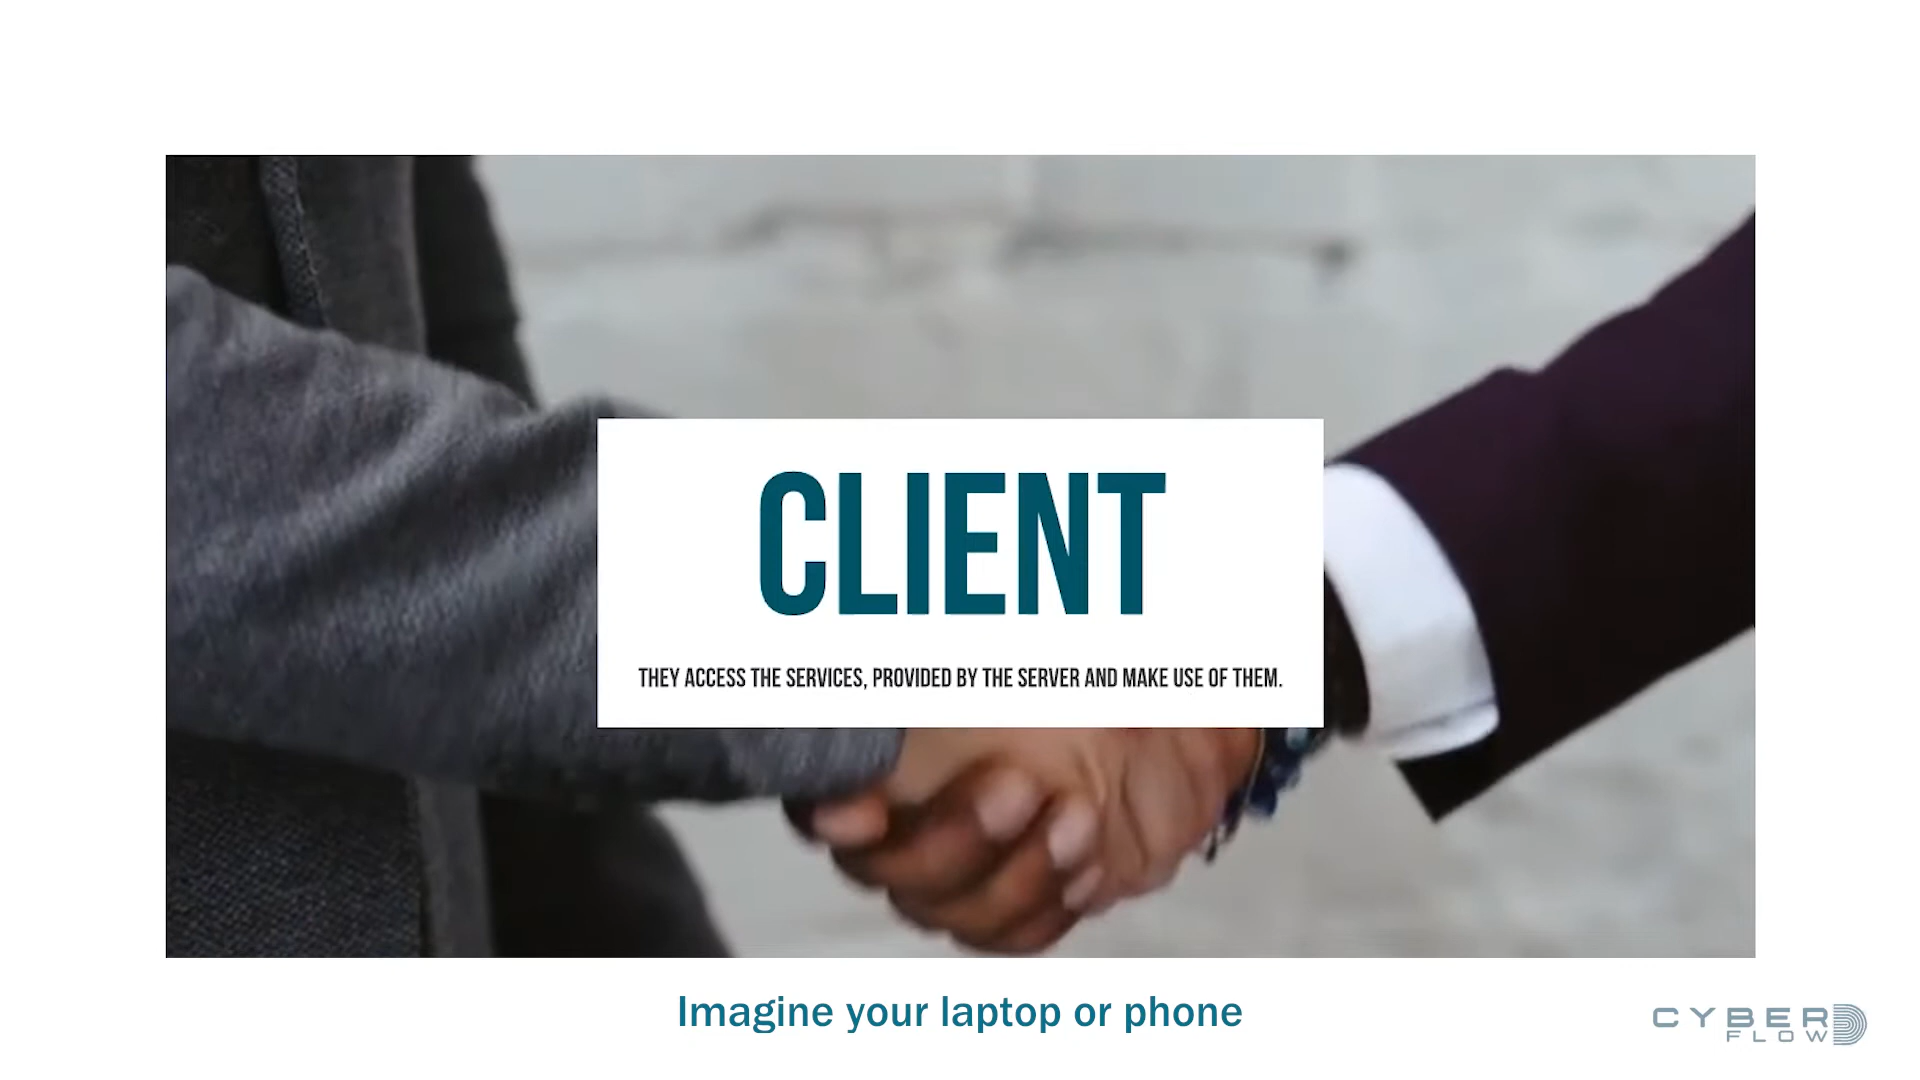 CLIENT
THEY ACCESS THE SERVICES, PROVIDED BY THE SERVER AND MAKE USE OF THEM.
Imagine your laptop or phone
CYBER
FLOW